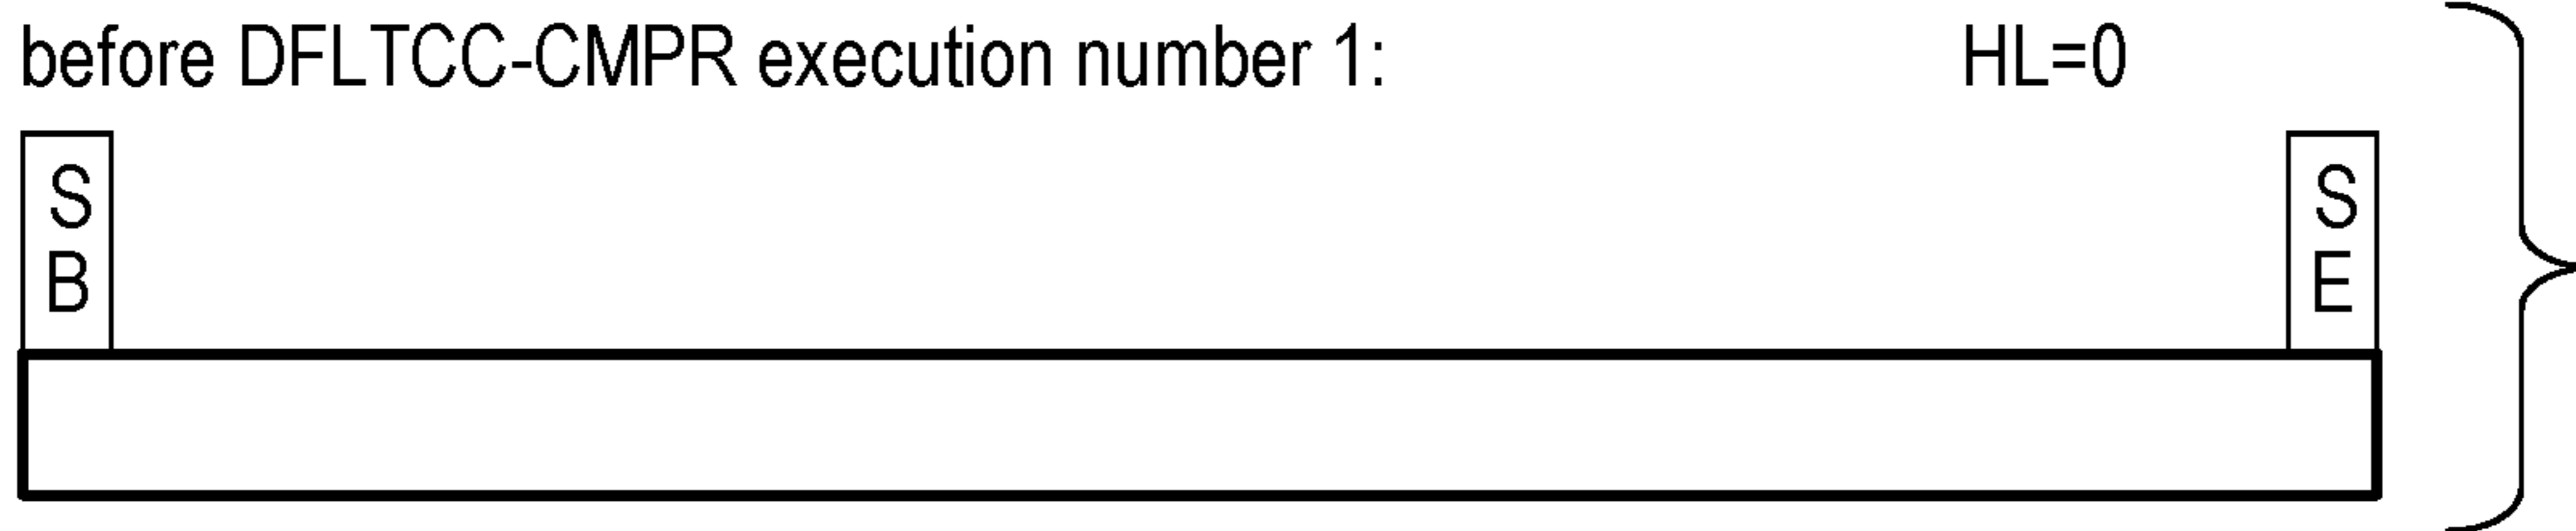 before DFLTCC-CMPR execution number 1: HL=0
S S
B E